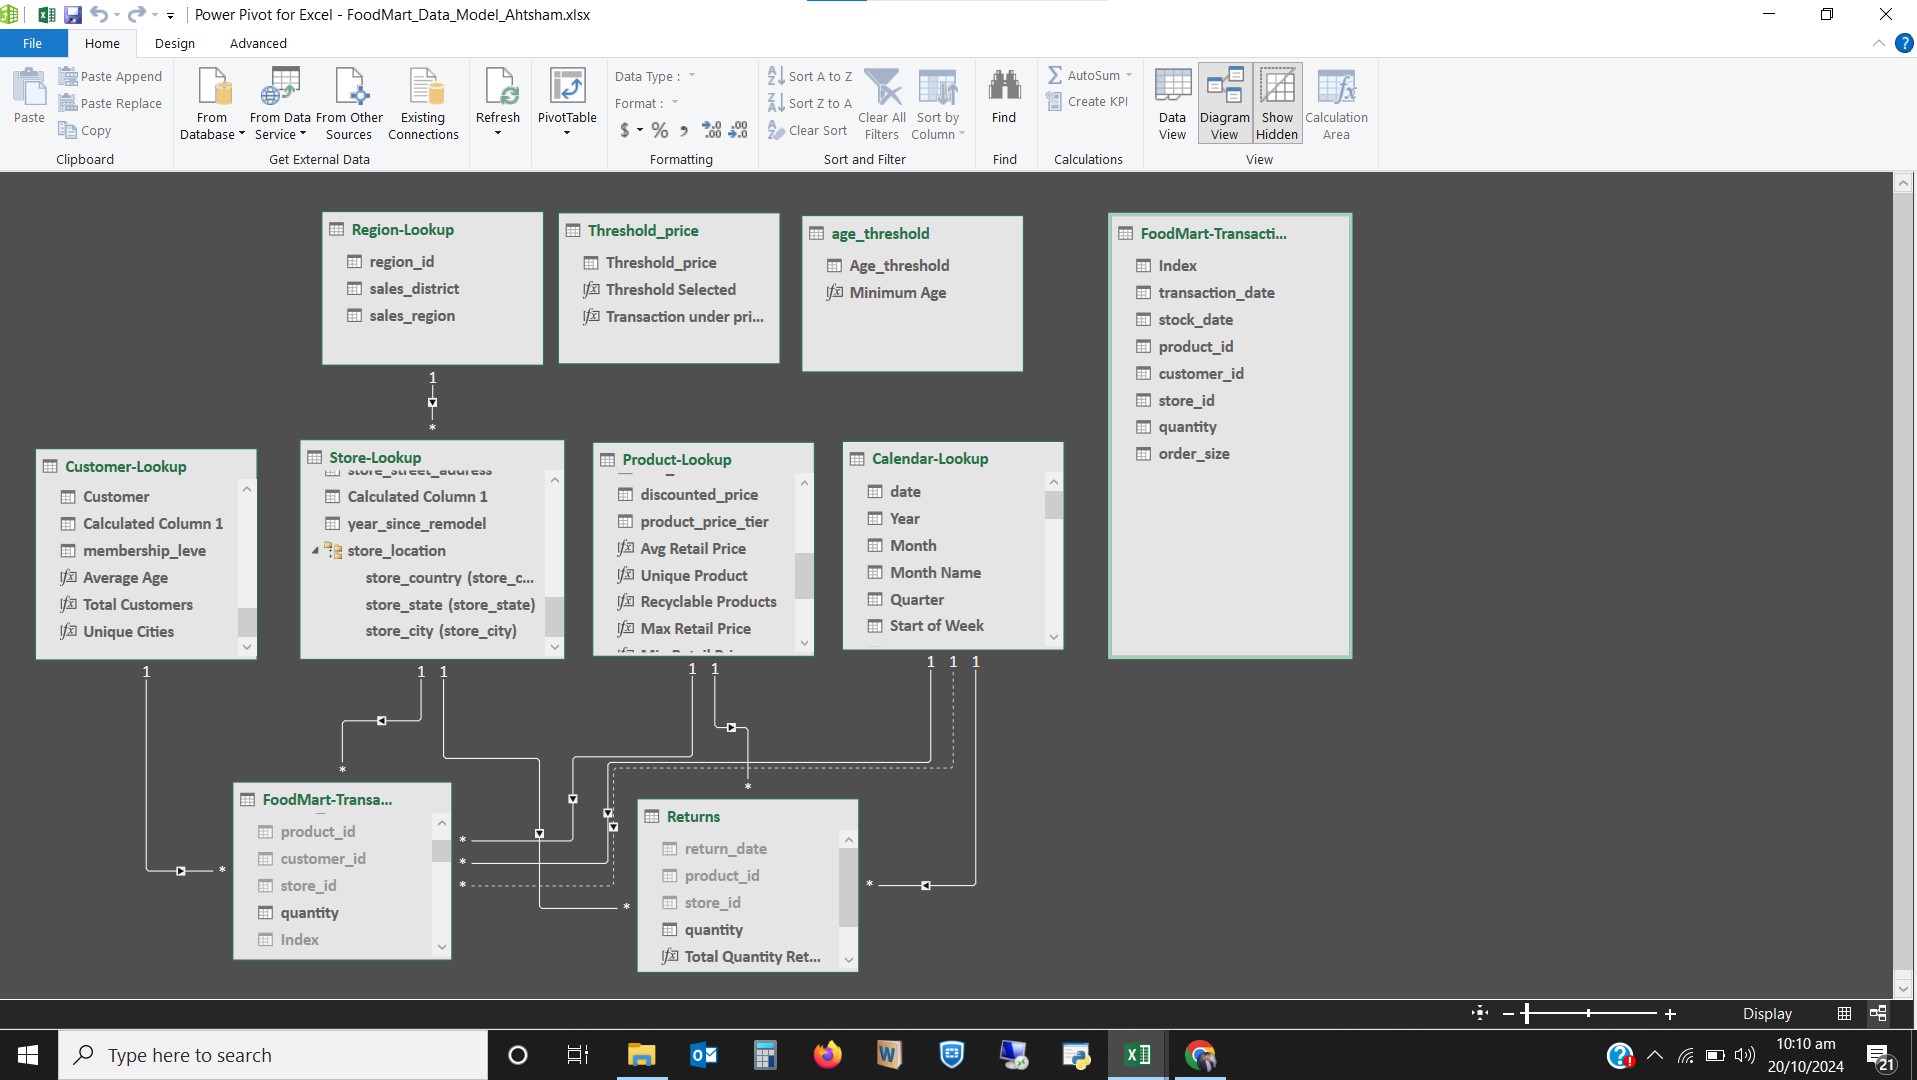 Power Pivot for Excel - FoodMart_Data_Model_Ahtsham.xlsx
File Home Design Advanced
Paste
Paste Append
Paste Replace
Copy
Clipboard
From Database
From Data Service
From Other Sources
Existing Connections
Get External Data
Refresh
PivotTable
Data Type :
Format :
$ % , .00 .00
Formatting
Sort A to Z
Sort Z to A
Clear Sort
Clear All Filters
Sort by Column
Sort and Filter
Find
Find
AutoSum
Create KPI
Calculations
Data View
Diagram View
Show Hidden
Calculation Area
View
Region-Lookup
region_id
sales_district
sales_region
Threshold_price
Threshold_price
Threshold Selected
Transaction under pri...
age_threshold
Age_threshold
Minimum Age
FoodMart-Transacti...
Index
transaction_date
stock_date
product_id
customer_id
store_id
quantity
order_size
1
*
Customer-Lookup
Customer
Calculated Column 1
membership_leve
Average Age
Total Customers
Unique Cities
Store-Lookup
store_street_address
Calculated Column 1
year_since_remodel
store_location
store_country (store_c...
store_state (store_state)
store_city (store_city)
Product-Lookup
discounted_price
product_price_tier
Avg Retail Price
Unique Product
Recyclable Products
Max Retail Price
Calendar-Lookup
date
Year
Month
Month Name
Quarter
Start of Week
1 1 1 1 1 1 1 1
* * * * * * * *
FoodMart-Transa...
product_id
customer_id
store_id
quantity
Index
Returns
return_date
product_id
store_id
quantity
Total Quantity Ret...
Display
Type here to search
10:10 am
20/10/2024
21